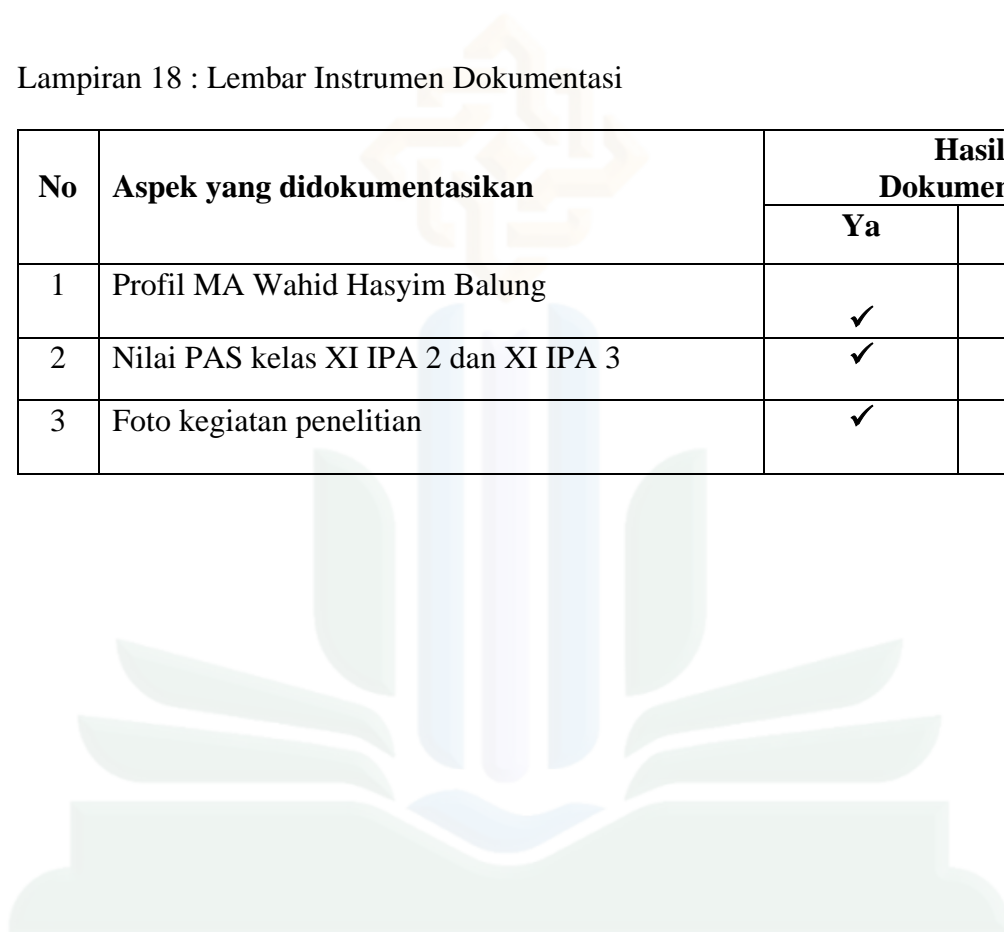 Lampiran 18 : Lembar Instrumen Dokumentasi
No Aspek yang didokumentasikan Hasil
Ya
1 Profil MA Wahid Hasyim Balung ✓
2 Nilai PAS kelas XI IPA 2 dan XI IPA 3 ✓
3 Foto kegiatan penelitian ✓